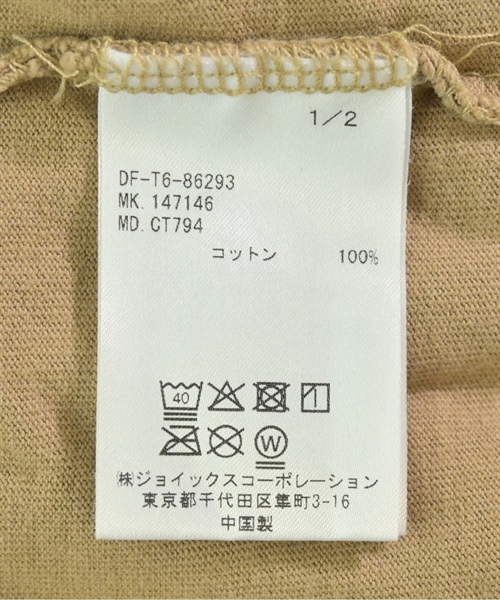 1/2
DF-T6-86293
MK. 147146
MD. CT794
コットン 100%
40
W
㈱ジョイックスコーポレーション
東京都千代田区隼町3-16
中国製